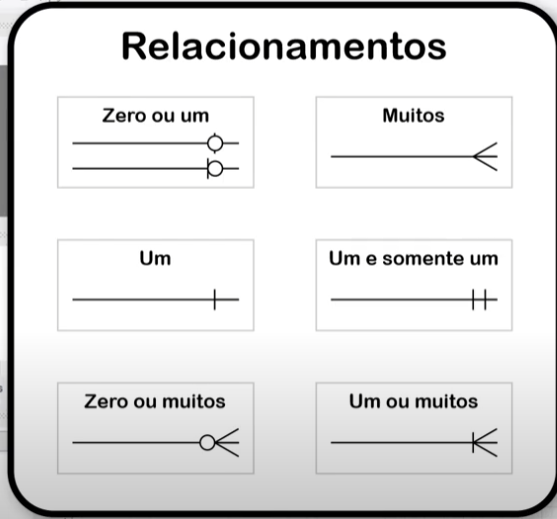 Relacionamentos
Zero ou um
Muitos
Um
Um e somente um
Zero ou muitos
Um ou muitos